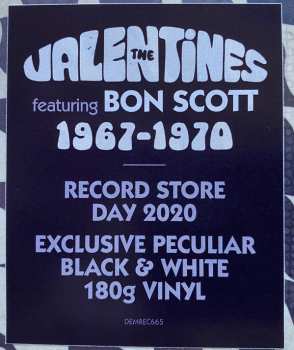 THE
VALENTINES
featuring BON SCOTT
1967-1970
RECORD STORE
DAY 2020
EXCLUSIVE PECULIAR
BLACK & WHITE
180g VINYL
DEMREC665